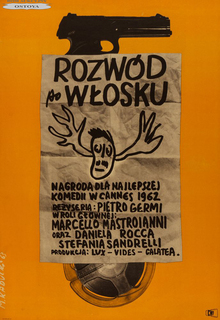 OSTOYA
ROZWÓD
po WŁOSKU
NAGRODA DLA NAJLEPSZEJ
KOMEDII W CANNES 1962
REŻYSERIA: PIETRO GERMI
W ROLI GŁÓWNEJ:
MARCELLO MASTROIANNI
ORAZ DANIELA ROCCA
STEFANIA SANDRELLI
PRODUKCJA: LUX - VIDES - GALATEA.